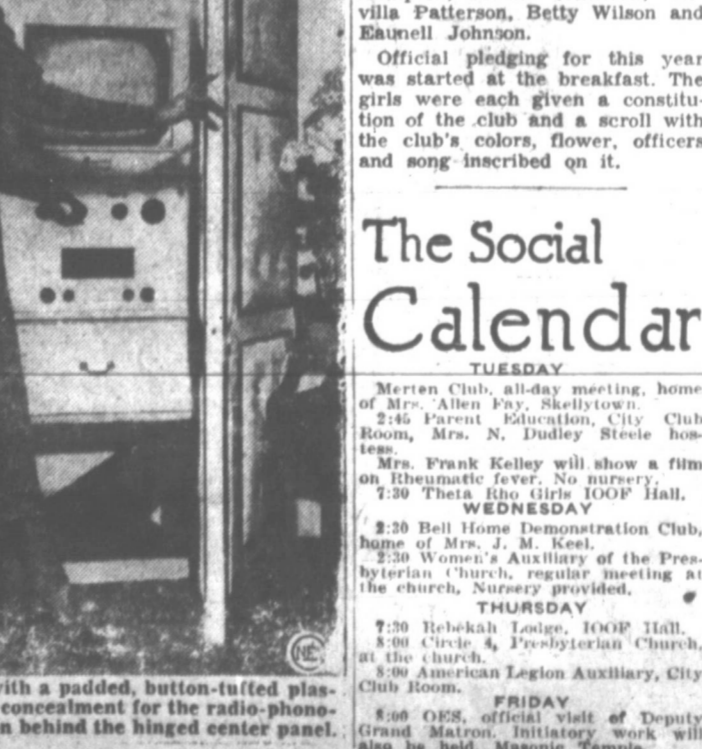 villa Patterson, Betty Wilson and
Eaunell Johnson.
Official pledging for this year
was started at the breakfast. The
girls were each given a constitu-
tion of the club and a scroll with
the club's colors, flower, officers
and song inscribed on it.
The Social
Calendar
TUESDAY
Merten Club, all-day meeting, home
of Mrs. Allen Fay, Skellytown.
2:45 Parent Education, City Club
Room, Mrs. N. Dudley Steele hos-
tess.
Mrs. Frank Kelley will show a film
on Rheumatic fever. No nursery.
7:30 Theta Rho Girls IOOF Hall.
WEDNESDAY
2:30 Bell Home Demonstration Club,
home of Mrs. J. M. Keel.
2:30 Women's Auxiliary of the Pres-
byterian Church, regular meeting at
the church, Nursery provided.
THURSDAY
7:30 Rebekah Lodge, IOOF Hall.
8:00 Circle 4, Presbyterian Church,
at the church.
8:00 American Legion Auxiliary, City
Club Room.
FRIDAY
8:00 OES, official visit of Deputy
Grand Matron. Initiatory work will
also be held. Masonic
NE
with a padded, button-tufted plas-
concealment for the radio-phono-
n behind the hinged center panel.